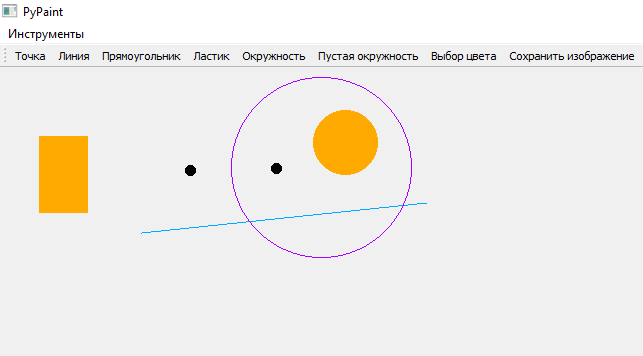 PyPaint
Инструменты
Точка Линия Прямоугольник Ластик Окружность Пустая окружность Выбор цвета Сохранить изображение